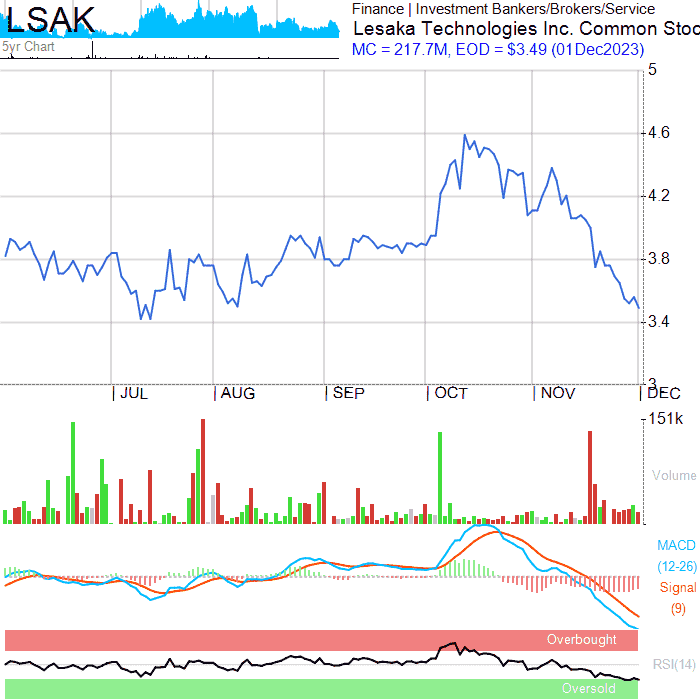 LSAK
5yr Chart
Finance | Investment Bankers/Brokers/Service
Lesaka Technologies Inc. Common Stoc
MC = 217.7M, EOD = $3.49 (01Dec2023)
5
4.6
4.2
3.8
3.4
3
JUL
AUG
SEP
OCT
NOV
DEC
151k
Volume
MACD
(12-26)
Signal
(9)
Overbought
RSI(14)
Oversold